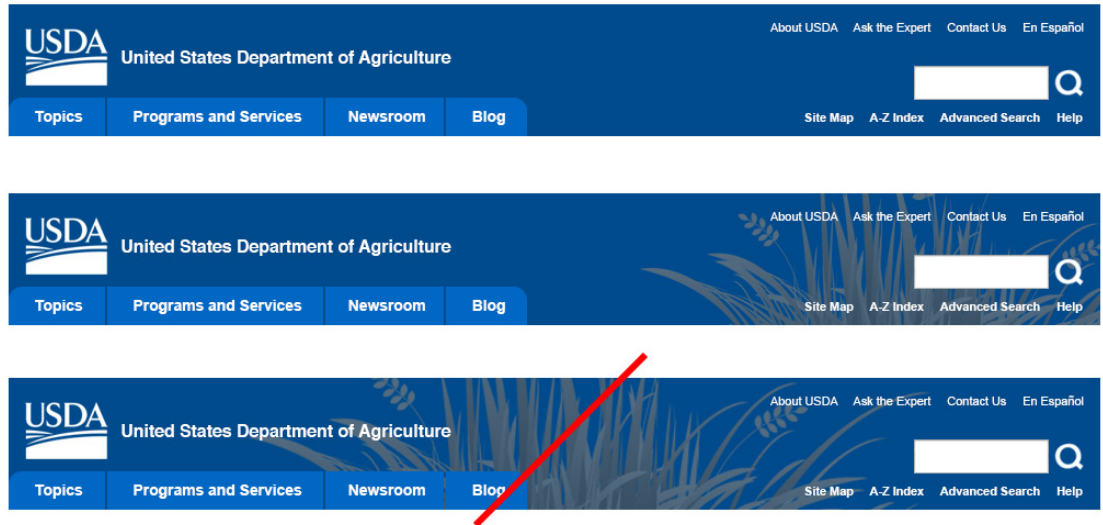 About USDA Ask the Expert Contact Us En Español
USDA
United States Department of Agriculture
Topics Programs and Services Newsroom Blog
Site Map A-Z Index Advanced Search Help
About USDA Ask the Expert Contact Us En Español
USDA
United States Department of Agriculture
Topics Programs and Services Newsroom Blog
Site Map A-Z Index Advanced Search Help
About USDA Ask the Expert Contact Us En Español
USDA
United States Department of Agriculture
Topics Programs and Services Newsroom Blog
Site Map A-Z Index Advanced Search Help